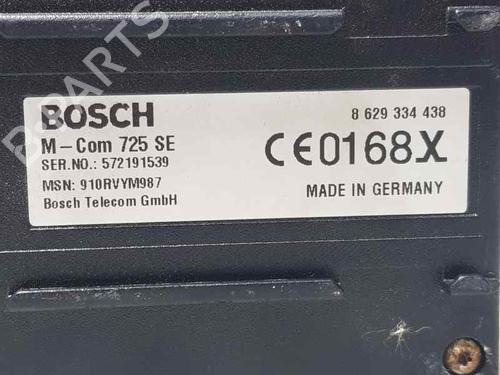 BOSCH
8 629 334 438
M-Com 725 SE
SER.NO.: 572191539
CE0168X
MSN: 910RVYM987
MADE IN GERMANY
Bosch Telecom GmbH